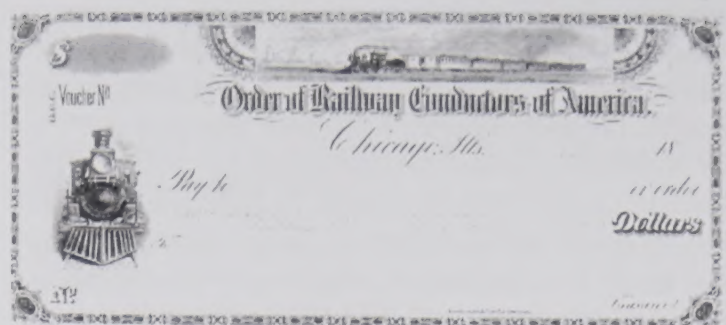 $
Voucher No
Order of Railway Conductors of America.
Chicago, Ills. 18
Pay to or order
Dollars
No